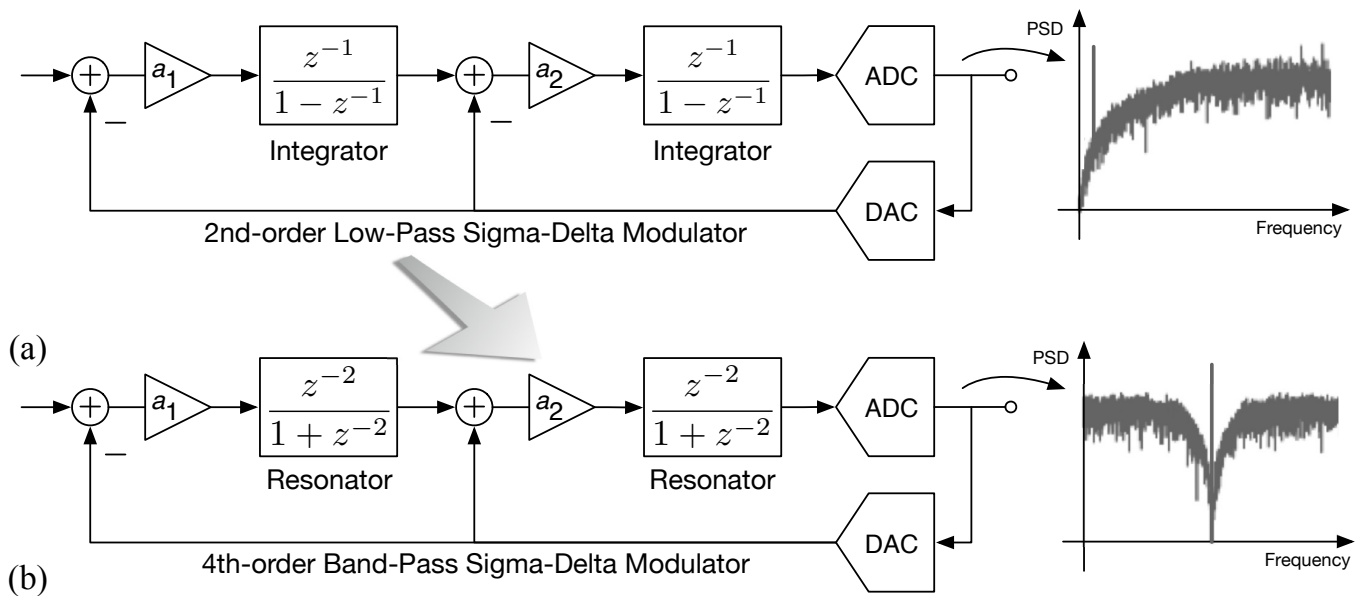 PSD
+
−
a1
z−1
1 − z−1
Integrator
+
−
a2
z−1
1 − z−1
Integrator
ADC
DAC
Frequency
2nd-order Low-Pass Sigma-Delta Modulator
(a)
PSD
+
−
a1
z−2
1 + z−2
Resonator
+
a2
z−2
1 + z−2
Resonator
ADC
DAC
Frequency
4th-order Band-Pass Sigma-Delta Modulator
(b)